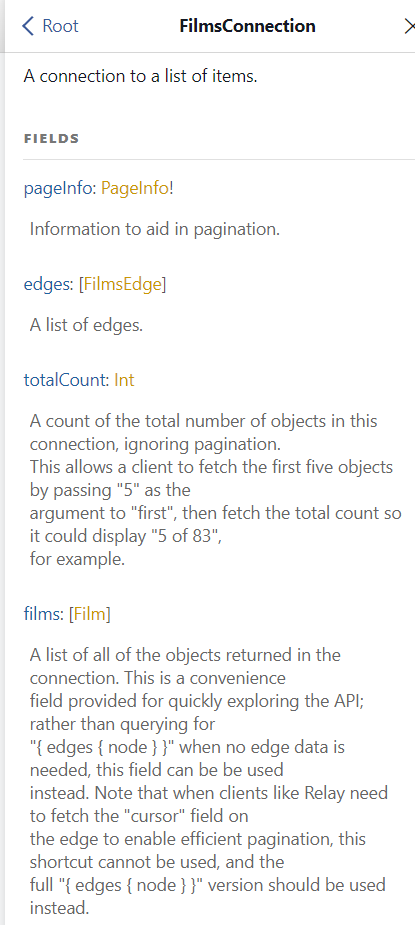 Root
FilmsConnection
A connection to a list of items.
FIELDS
pageInfo: PageInfo!
Information to aid in pagination.
edges: [FilmsEdge]
A list of edges.
totalCount: Int
A count of the total number of objects in this
connection, ignoring pagination.
This allows a client to fetch the first five objects
by passing "5" as the
argument to "first", then fetch the total count so
it could display "5 of 83",
for example.
films: [Film]
A list of all of the objects returned in the
connection. This is a convenience
field provided for quickly exploring the API;
rather than querying for
"{ edges { node } }" when no edge data is
needed, this field can be be used
instead. Note that when clients like Relay need
to fetch the "cursor" field on
the edge to enable efficient pagination, this
shortcut cannot be used, and the
full "{ edges { node } }" version should be used
instead.